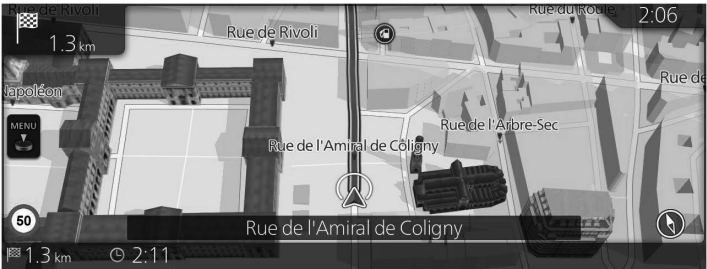 Rue de Rivoli
Rue du Roule
2:06
1.3 km
Rue de Rivoli
Napoléon
Rue de
MENU
Rue de l'Arbre-Sec
Rue de l'Amiral de Coligny
50
Rue de l'Amiral de Coligny
1.3 km
2:11